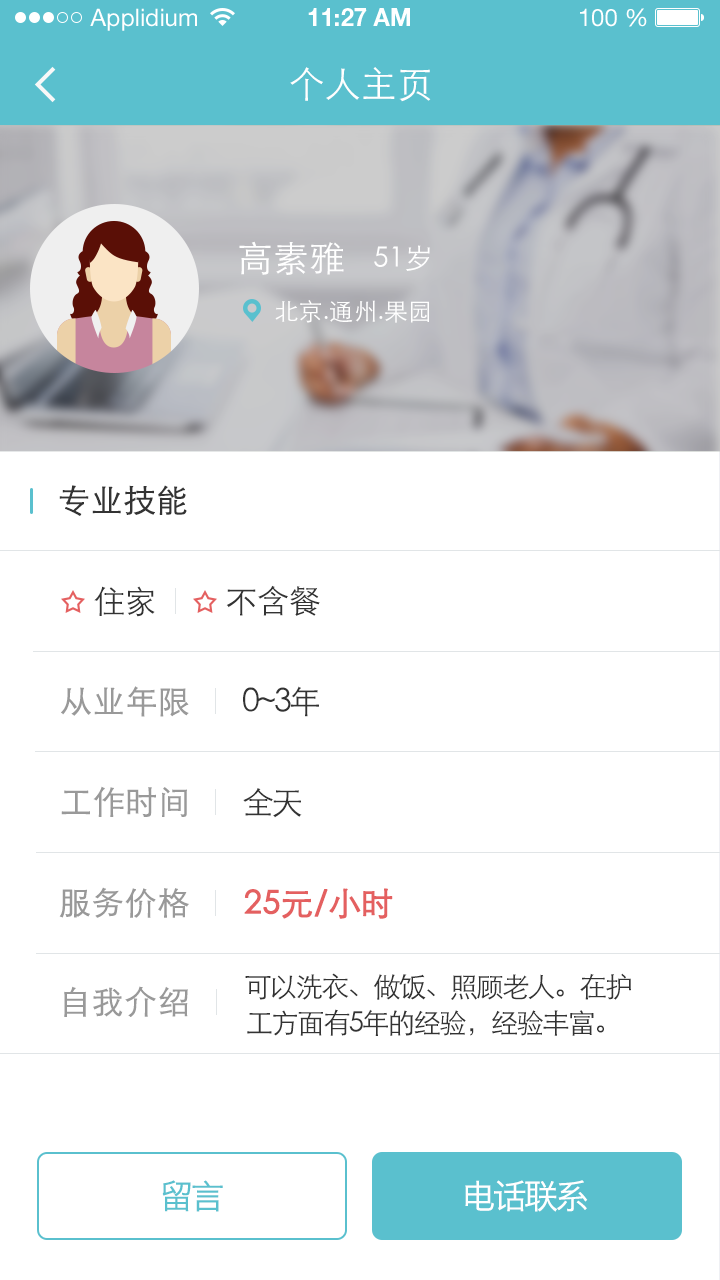 Applidium 11:27 AM 100 %
个人主页
高素雅 51岁
北京.通州.果园
专业技能
住家 不含餐
从业年限 0~3年
工作时间 全天
服务价格 25元/小时
自我介绍 可以洗衣、做饭、照顾老人。在护
工方面有5年的经验，经验丰富。
留言 电话联系